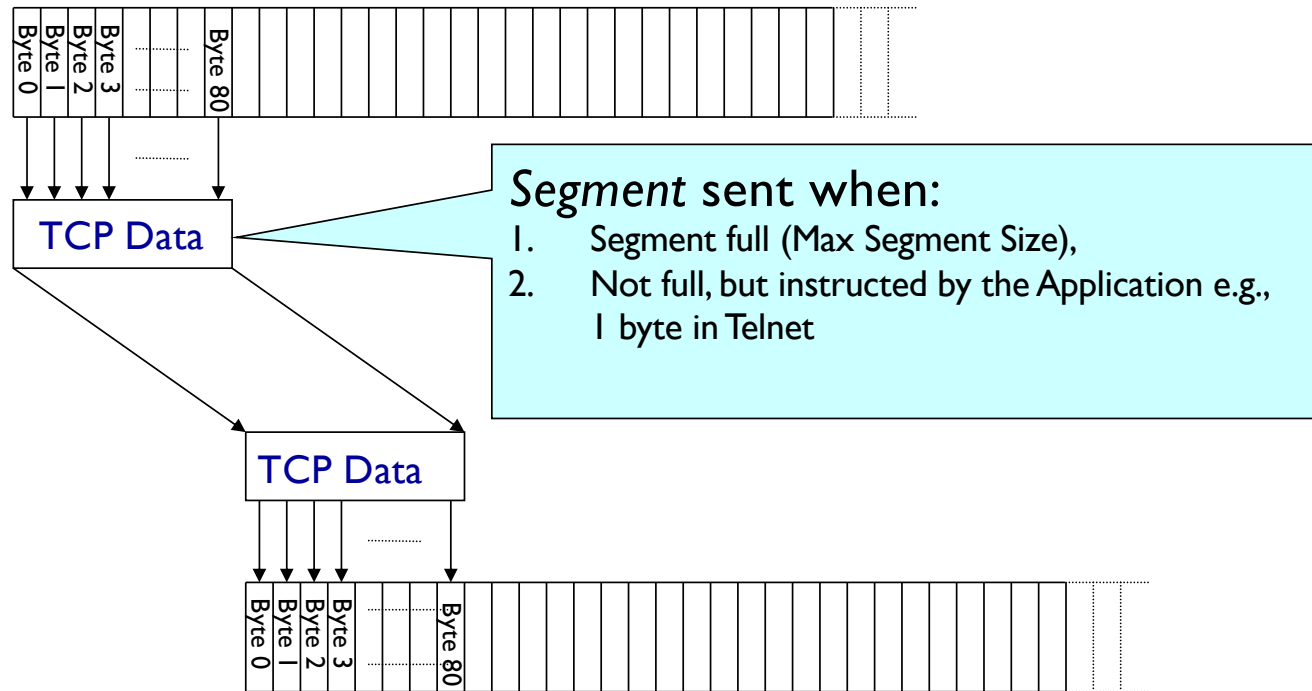 Byte 0
Byte 1
Byte 2
Byte 3
Byte 80
TCP Data
Segment sent when:
1. Segment full (Max Segment Size),
2. Not full, but instructed by the Application e.g.,
1 byte in Telnet
TCP Data
Byte 0
Byte 1
Byte 2
Byte 3
Byte 80